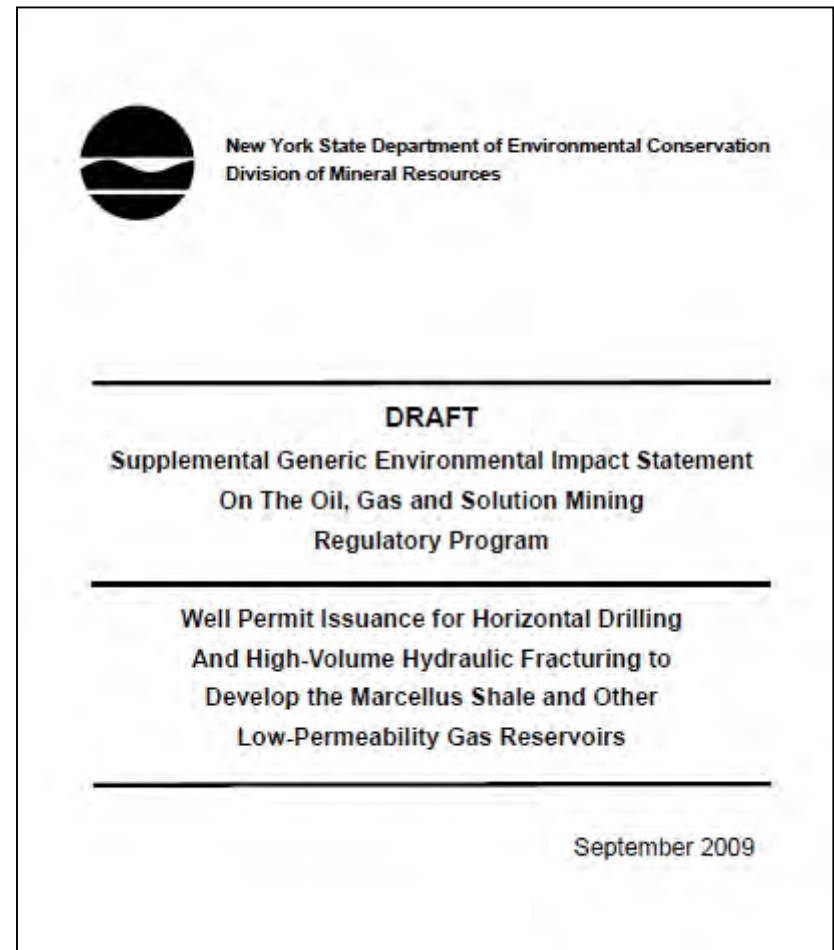 New York State Department of Environmental Conservation
Division of Mineral Resources
DRAFT
Supplemental Generic Environmental Impact Statement
On The Oil, Gas and Solution Mining
Regulatory Program
Well Permit Issuance for Horizontal Drilling
And High-Volume Hydraulic Fracturing to
Develop the Marcellus Shale and Other
Low-Permeability Gas Reservoirs
September 2009